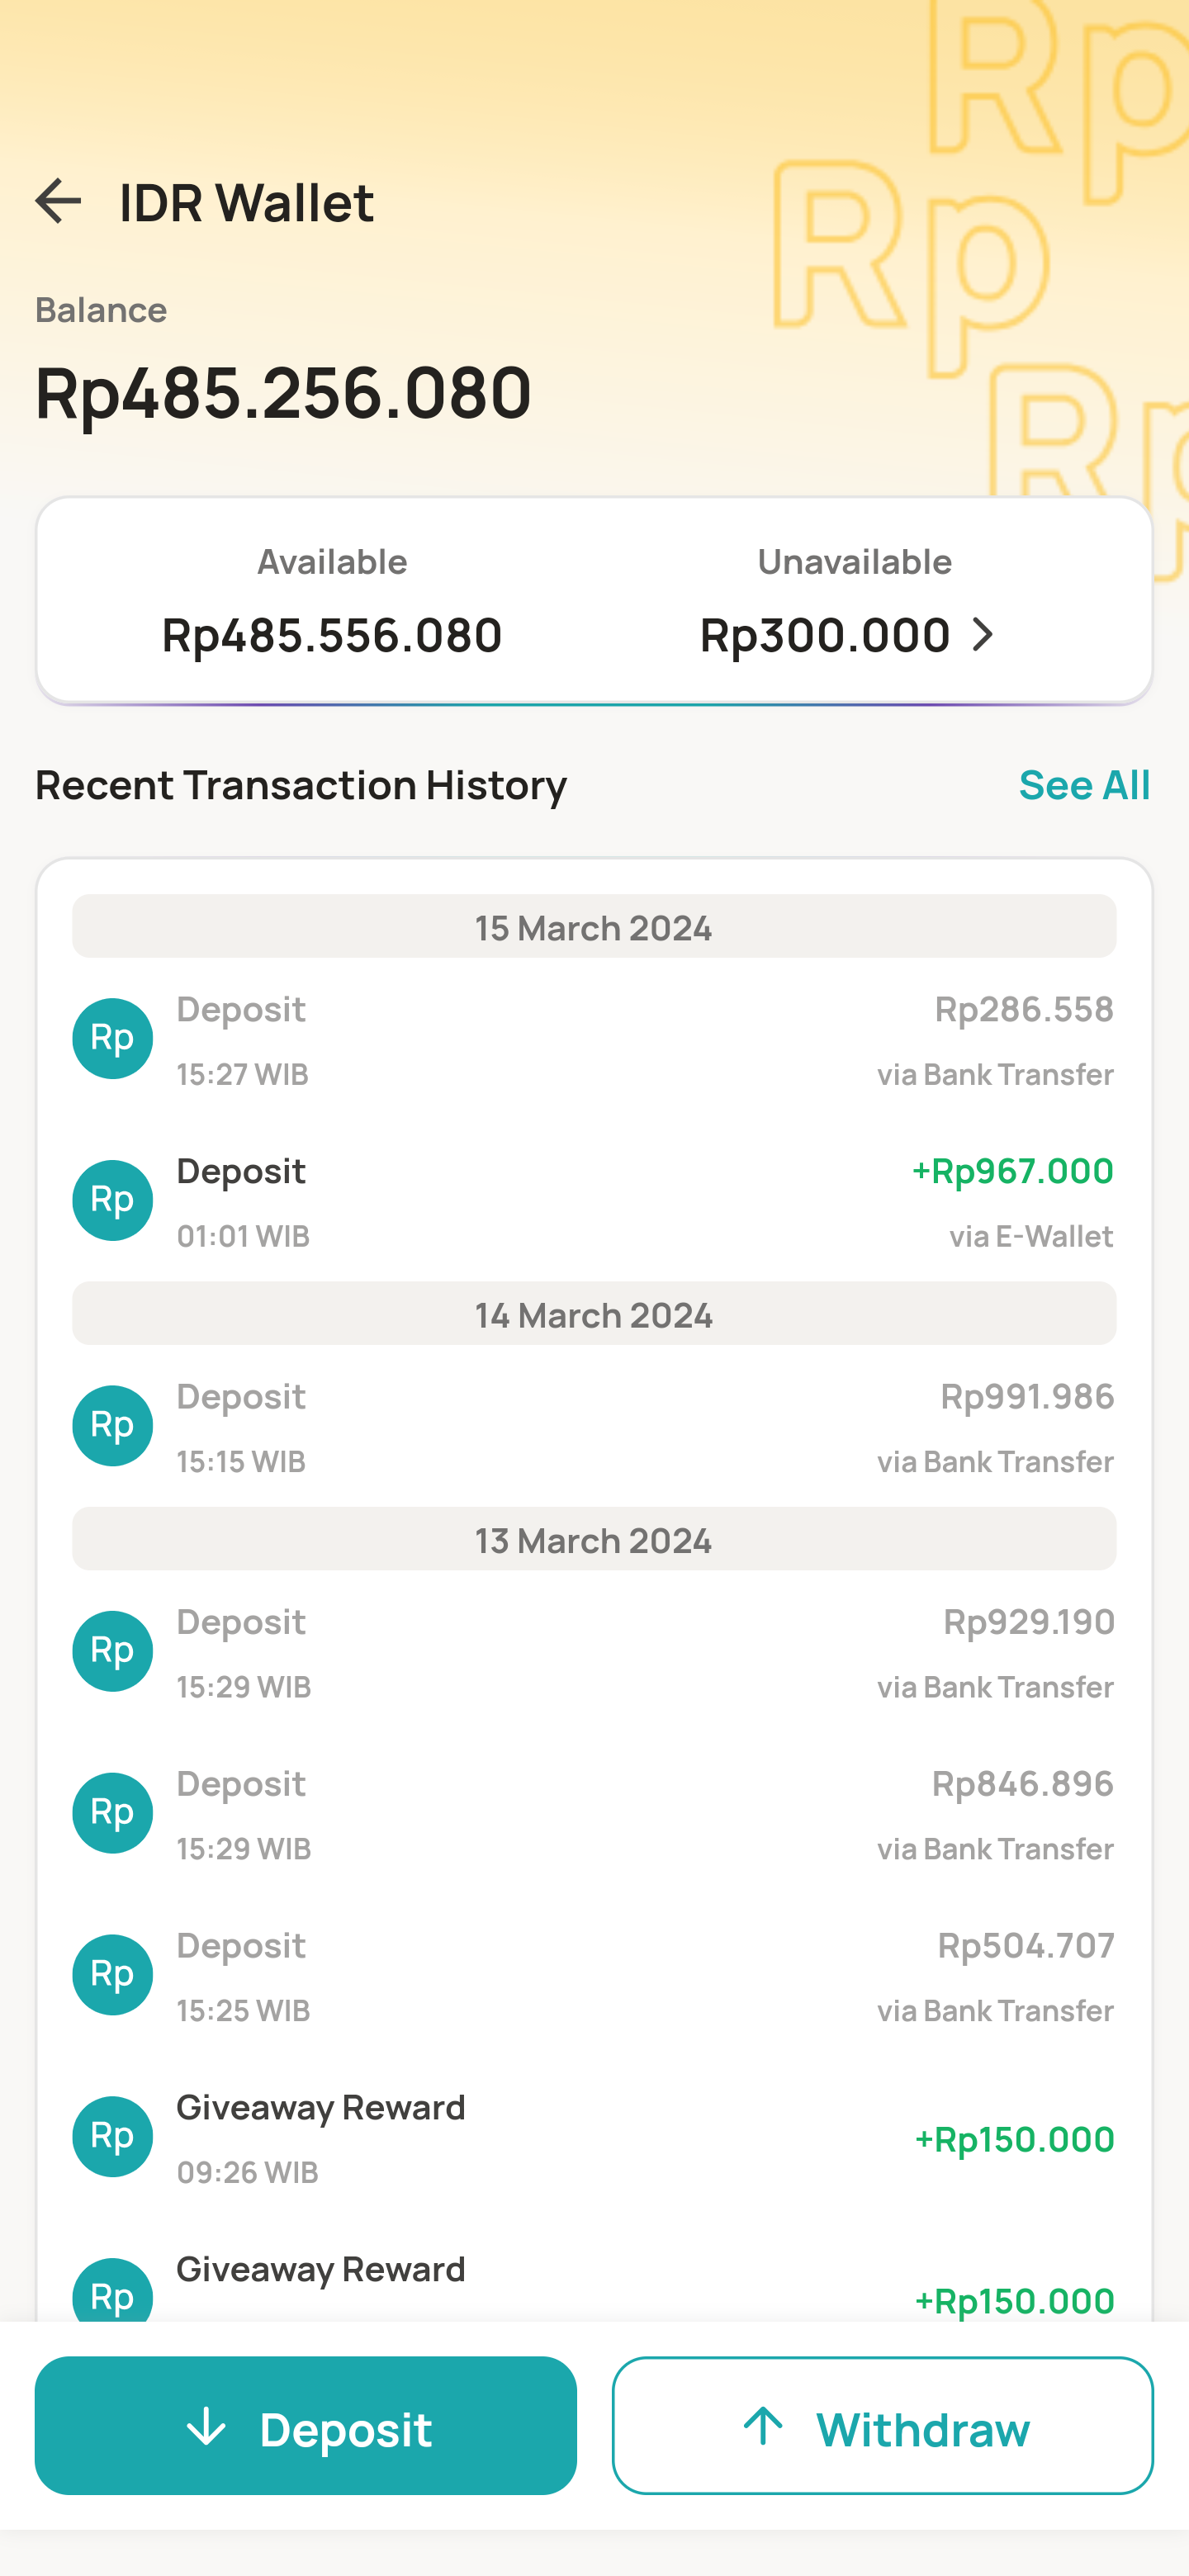 Rp
Rp
Rp
IDR Wallet
Balance
Rp485.256.080
Available
Unavailable
Rp485.556.080
Rp300.000
Recent Transaction History
See All
15 March 2024
Rp
Deposit
Rp286.558
15:27 WIB
via Bank Transfer
Rp
Deposit
+Rp967.000
01:01 WIB
via E-Wallet
14 March 2024
Rp
Deposit
Rp991.986
15:15 WIB
via Bank Transfer
13 March 2024
Rp
Deposit
Rp929.190
15:29 WIB
via Bank Transfer
Rp
Deposit
Rp846.896
15:29 WIB
via Bank Transfer
Rp
Deposit
Rp504.707
15:25 WIB
via Bank Transfer
Rp
Giveaway Reward
+Rp150.000
09:26 WIB
Rp
Giveaway Reward
+Rp150.000
Deposit
Withdraw